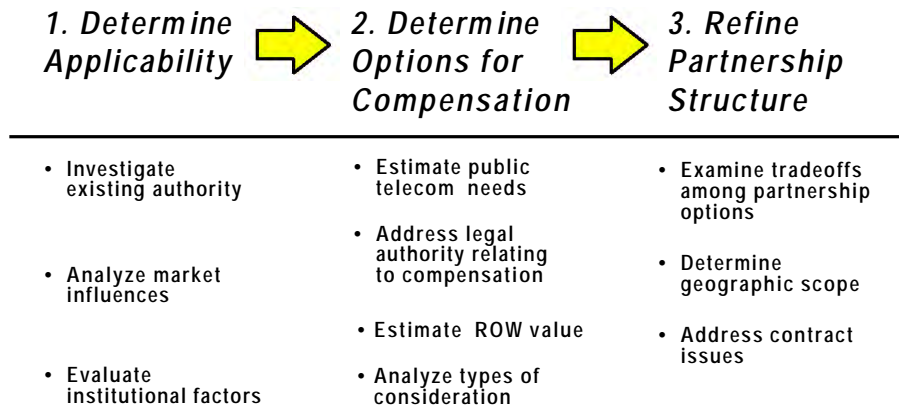 1. Determine
Applicability
2. Determine
Options for
Compensation
3. Refine
Partnership
Structure
• Investigate
existing authority
• Analyze market
influences
• Evaluate
institutional factors
• Estimate public
telecom needs
• Address legal
authority relating
to compensation
• Estimate ROW value
• Analyze types of
consideration
• Examine tradeoffs
among partnership
options
• Determine
geographic scope
• Address contract
issues